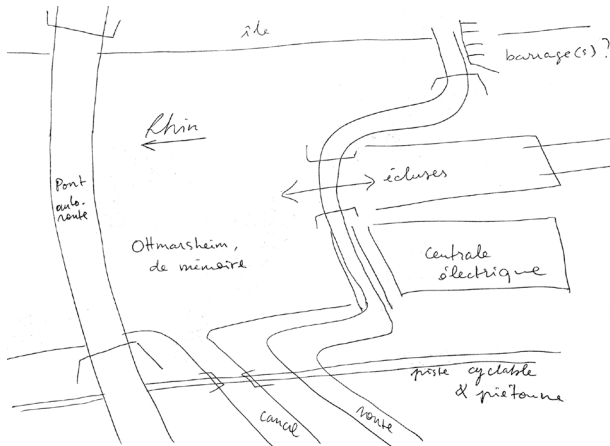 île
barrage(s)?
Rhin
écluses
Pont
auto-
route
Ottmarsheim,
de mémoire
centrale
électrique
piste cyclable
& piétonne
canal
route